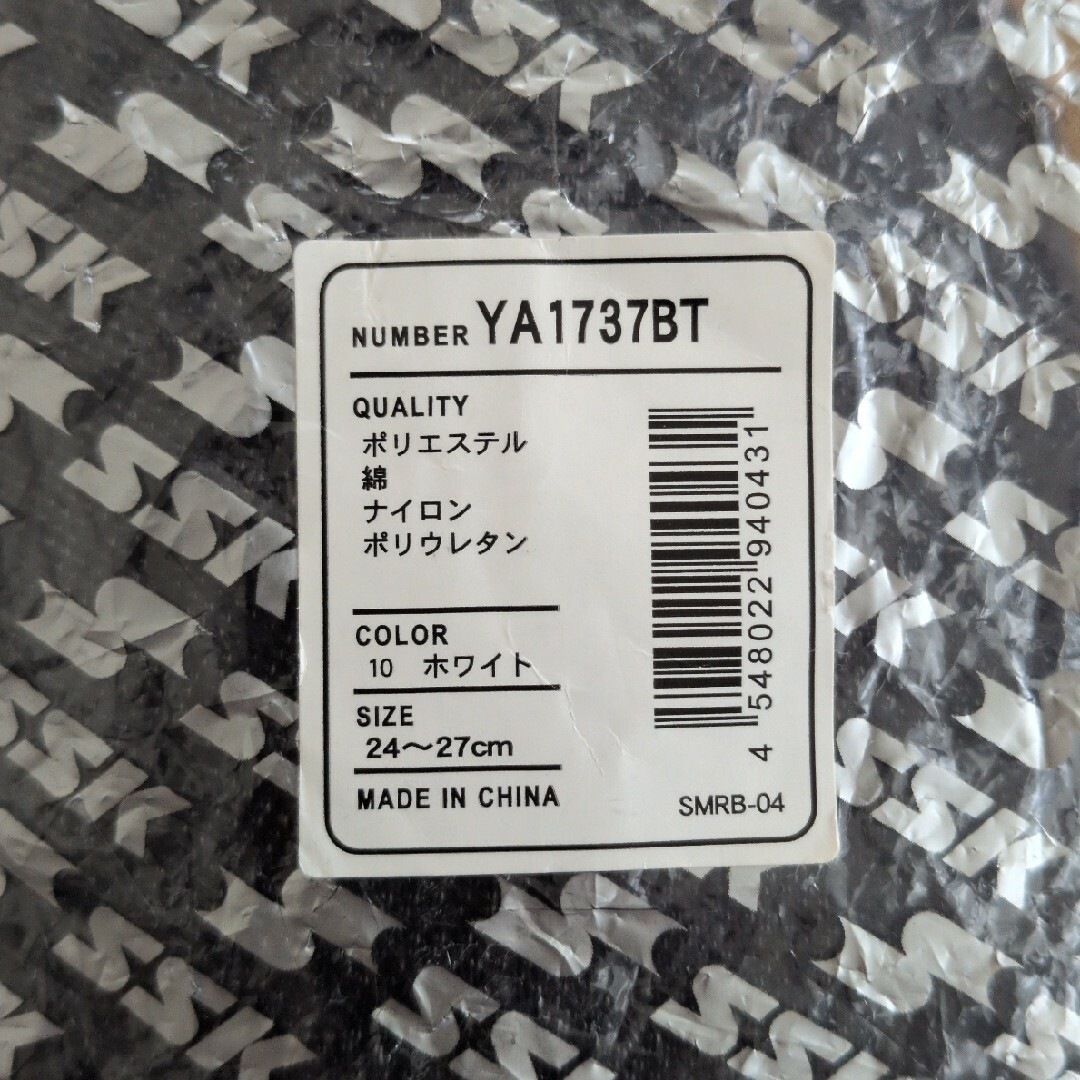 NUMBER YA1737BT
QUALITY
ポリエステル
綿
ナイロン
ポリウレタン
COLOR
10 ホワイト
SIZE
24〜27cm
MADE IN CHINA
4 548022 940431
SMRB-04
SSK